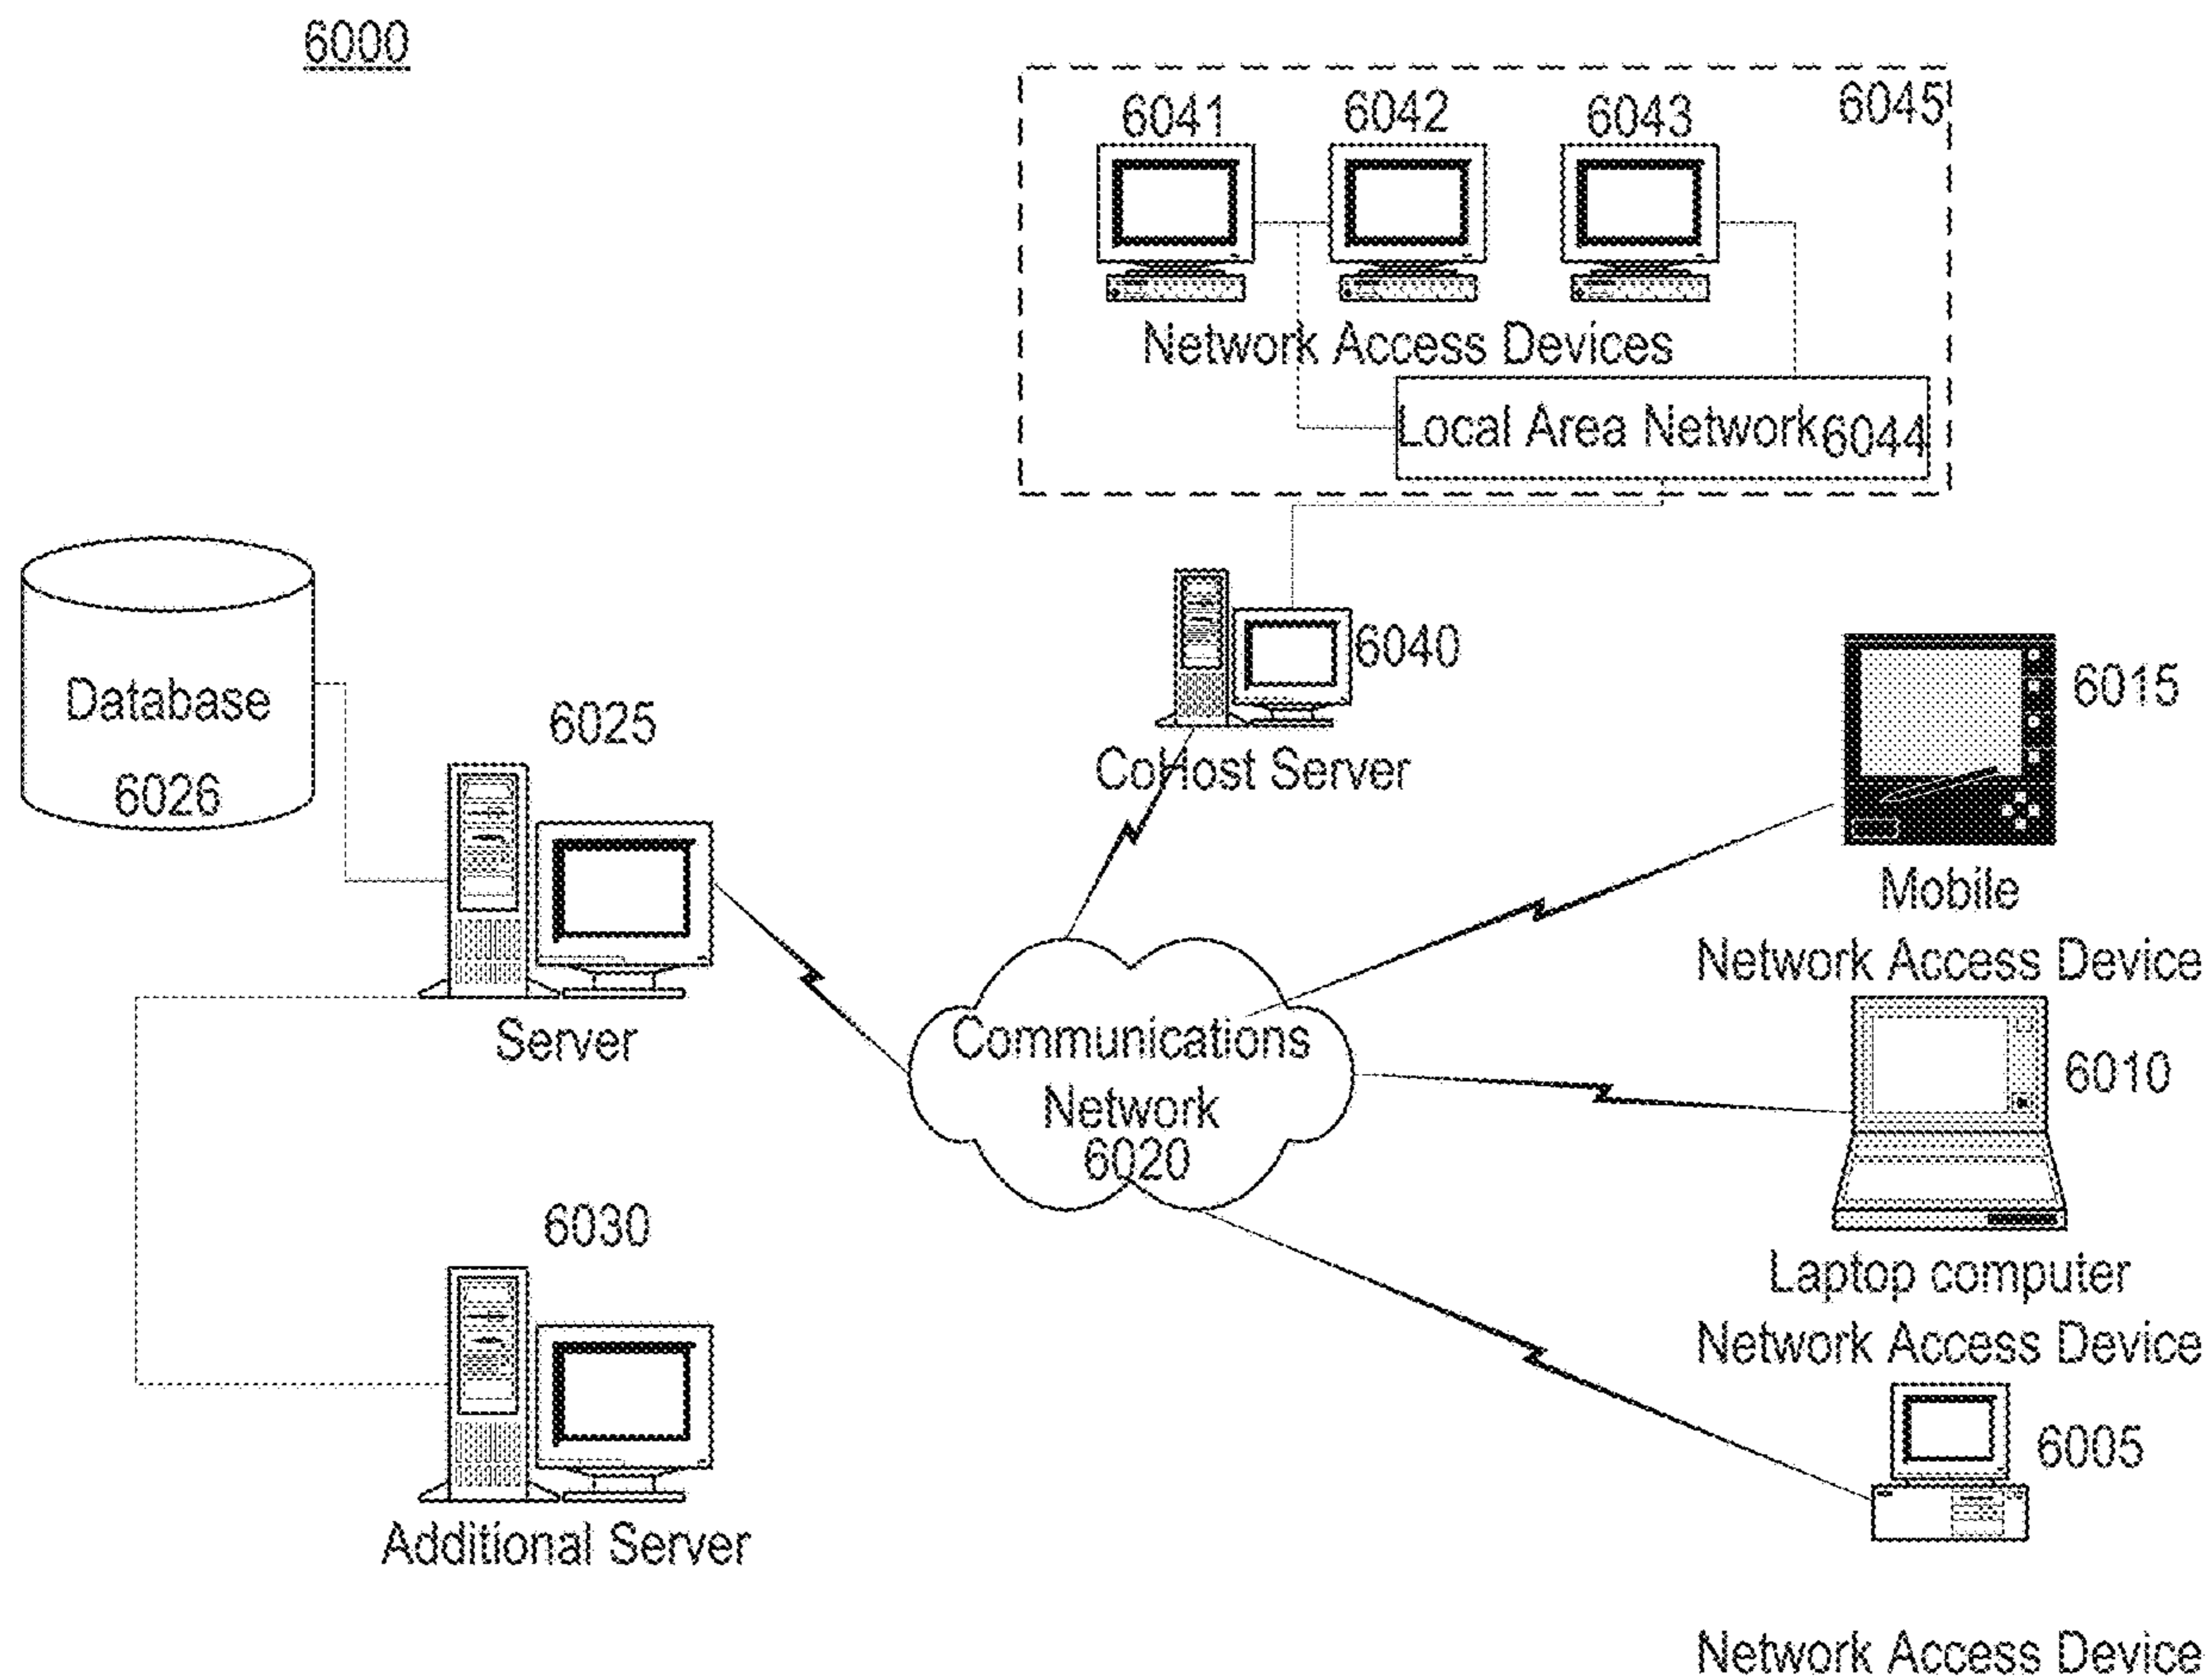 6000
6041 6042 6043 6045
Network Access Devices
Local Area Network 6044
Database
6026
6025
Server
6040
CoHost Server
6015
Mobile
Network Access Device
Communications
Network
6020
6010
Laptop computer
Network Access Device
6030
Additional Server
6005
Network Access Device